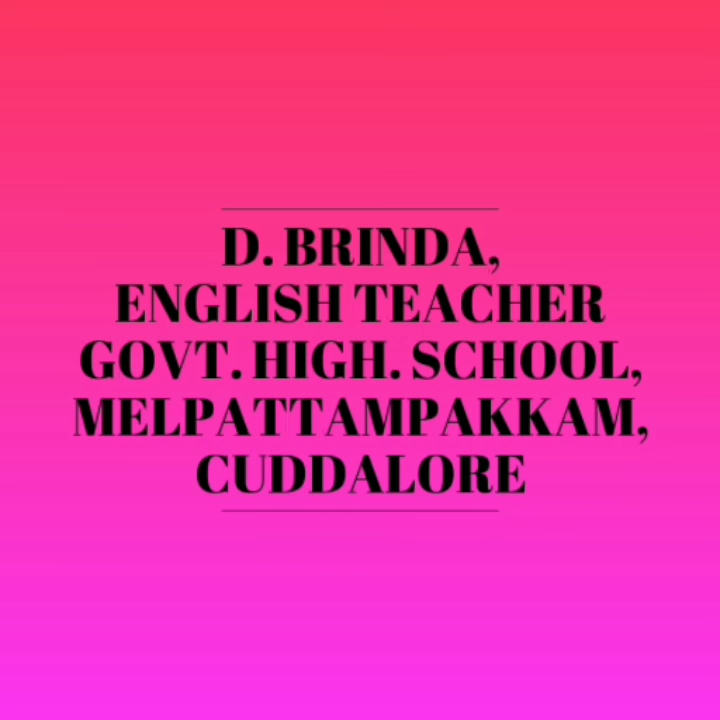 D. BRINDA,
ENGLISH TEACHER
GOVT. HIGH. SCHOOL,
MELPATTAMPAKKAM,
CUDDALORE